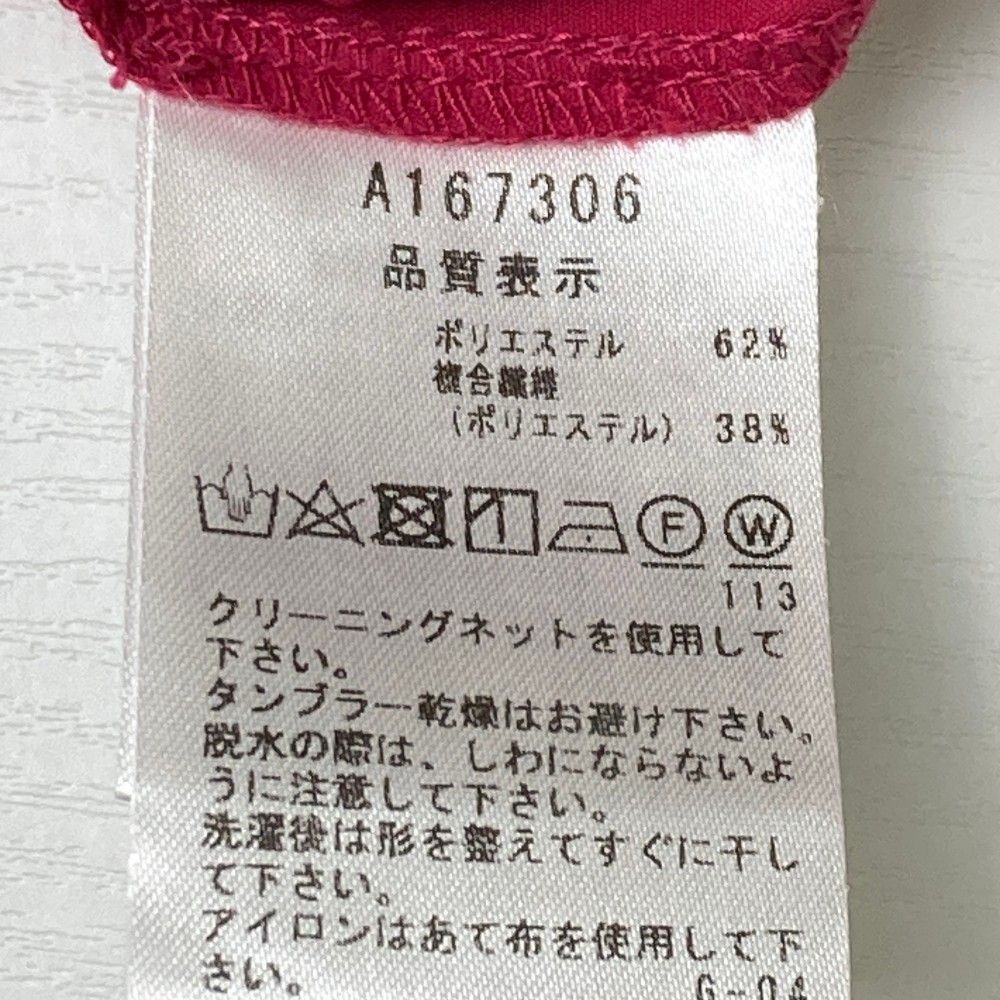 A167306
品質表示
ポリエステル 62%
複合繊維
(ポリエステル) 38%
F W
113
クリーニングネットを使用して
下さい。
タンブラー乾燥はお避け下さい。
脱水の際は、しわにならないよ
うに注意して下さい。
洗濯後は形を整えてすぐに干し
て下さい。
アイロンはあて布を使用して下
さい。
G-04